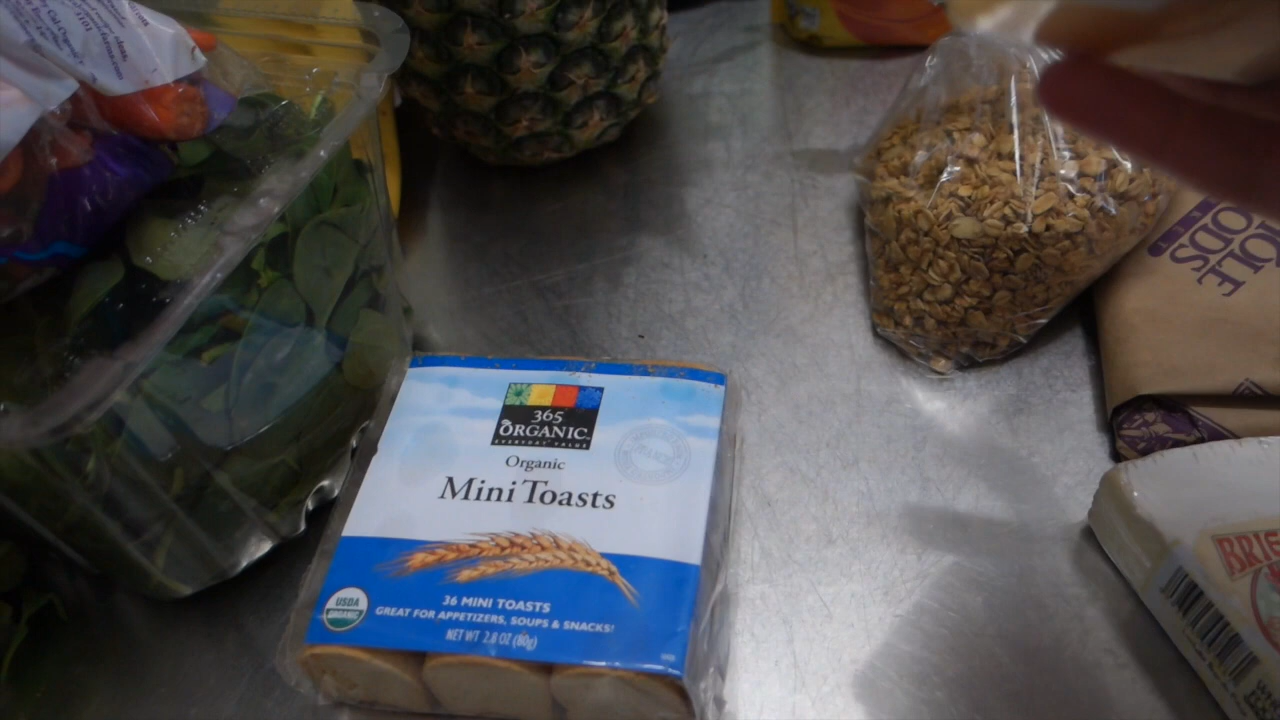 365
ORGANIC
EVERYDAY VALUE
Organic
Mini Toasts
USDA
ORGANIC
36 MINI TOASTS
GREAT FOR APPETIZERS, SOUPS & SNACKS!
NET WT 2.8 OZ (80g)
WHOLE
ODS
BRIE